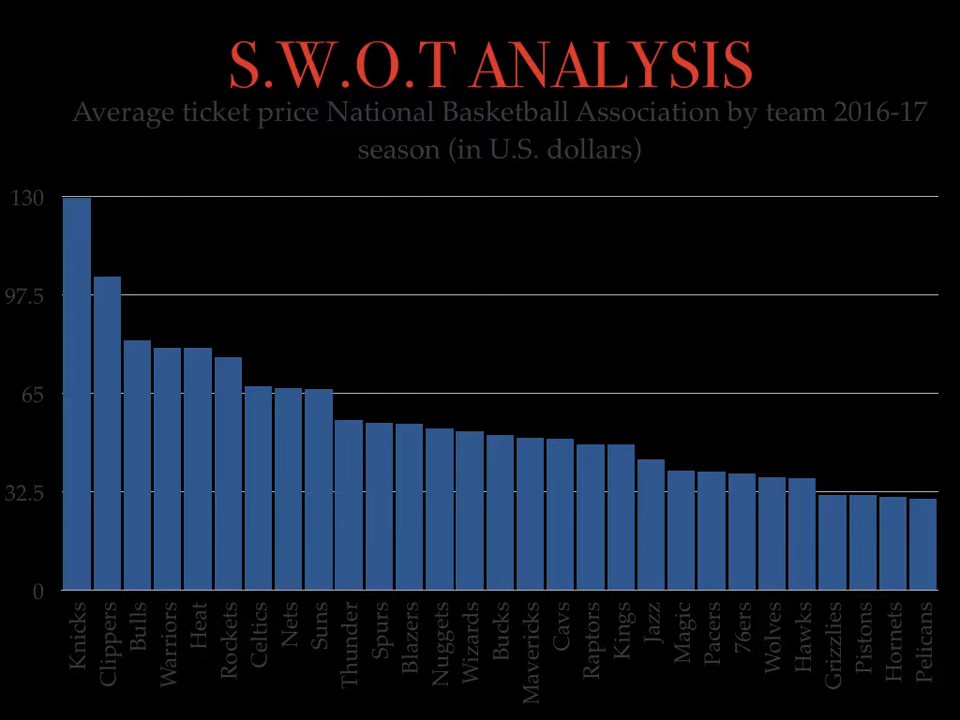 S.W.O.T ANALYSIS
Average ticket price National Basketball Association by team 2016-17
season (in U.S. dollars)
130
97.5
65
32.5
0
Knicks
Clippers
Bulls
Warriors
Heat
Rockets
Celtics
Nets
Suns
Thunder
Spurs
Blazers
Nuggets
Wizards
Bucks
Mavericks
Cavs
Raptors
Kings
Jazz
Magic
Pacers
76ers
Wolves
Hawks
Grizzlies
Pistons
Hornets
Pelicans